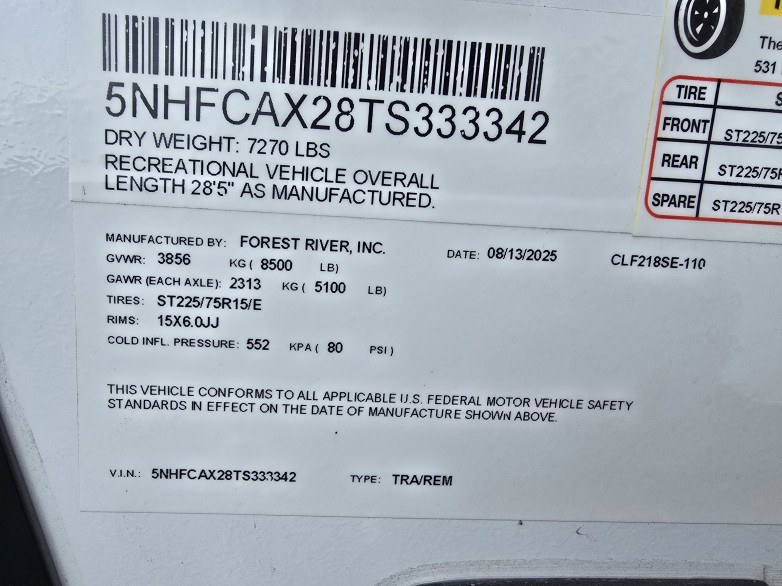 5NHFCAX28TS333342
DRY WEIGHT: 7270 LBS
RECREATIONAL VEHICLE OVERALL
LENGTH 28'5" AS MANUFACTURED.
The
531
TIRE S
FRONT ST225/75
REAR ST225/75R
SPARE ST225/75R
MANUFACTURED BY: FOREST RIVER, INC. DATE: 08/13/2025 CLF218SE-110
GVWR: 3856 KG ( 8500 LB)
GAWR (EACH AXLE): 2313 KG ( 5100 LB)
TIRES: ST225/75R15/E
RIMS: 15X6.0JJ
COLD INFL. PRESSURE: 552 KPA ( 80 PSI )
THIS VEHICLE CONFORMS TO ALL APPLICABLE U.S. FEDERAL MOTOR VEHICLE SAFETY
STANDARDS IN EFFECT ON THE DATE OF MANUFACTURE SHOWN ABOVE.
V.I.N.: 5NHFCAX28TS333342 TYPE: TRA/REM